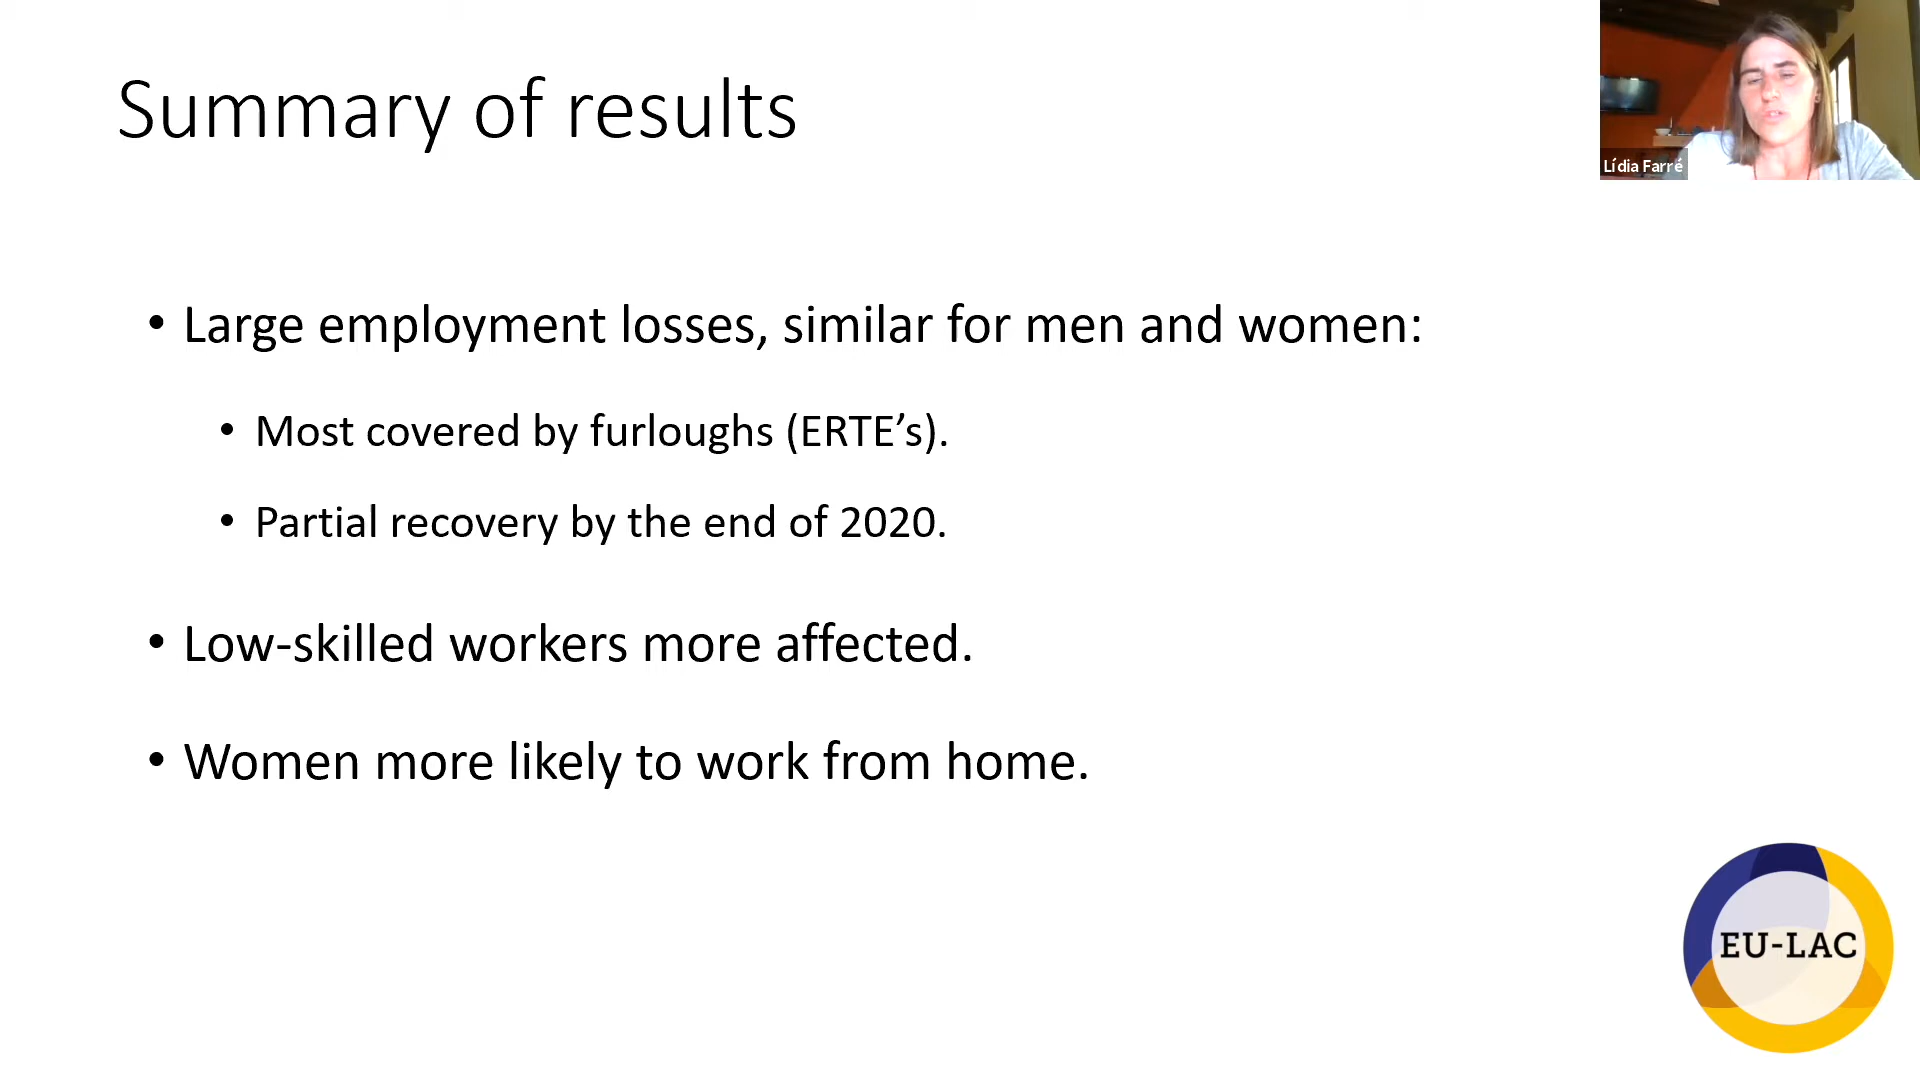 Summary of results
Lídia Farré
• Large employment losses, similar for men and women:
• Most covered by furloughs (ERTE’s).
• Partial recovery by the end of 2020.
• Low-skilled workers more affected.
• Women more likely to work from home.
EU-LAC